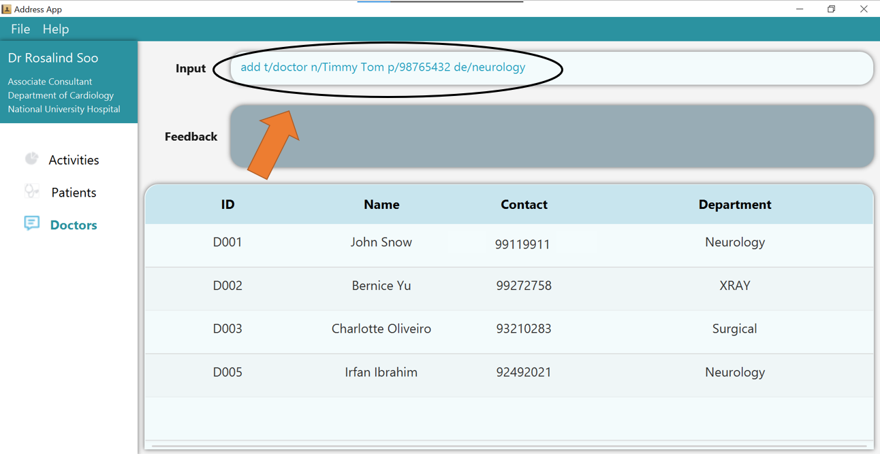 Address App
File Help
Dr Rosalind Soo
Associate Consultant
Department of Cardiology
National University Hospital
Activities
Patients
Doctors
Input add t/doctor n/Timmy Tom p/98765432 de/neurology
Feedback
ID Name Contact Department
D001 John Snow 99119911 Neurology
D002 Bernice Yu 99272758 XRAY
D003 Charlotte Oliveiro 93210283 Surgical
D005 Irfan Ibrahim 92492021 Neurology